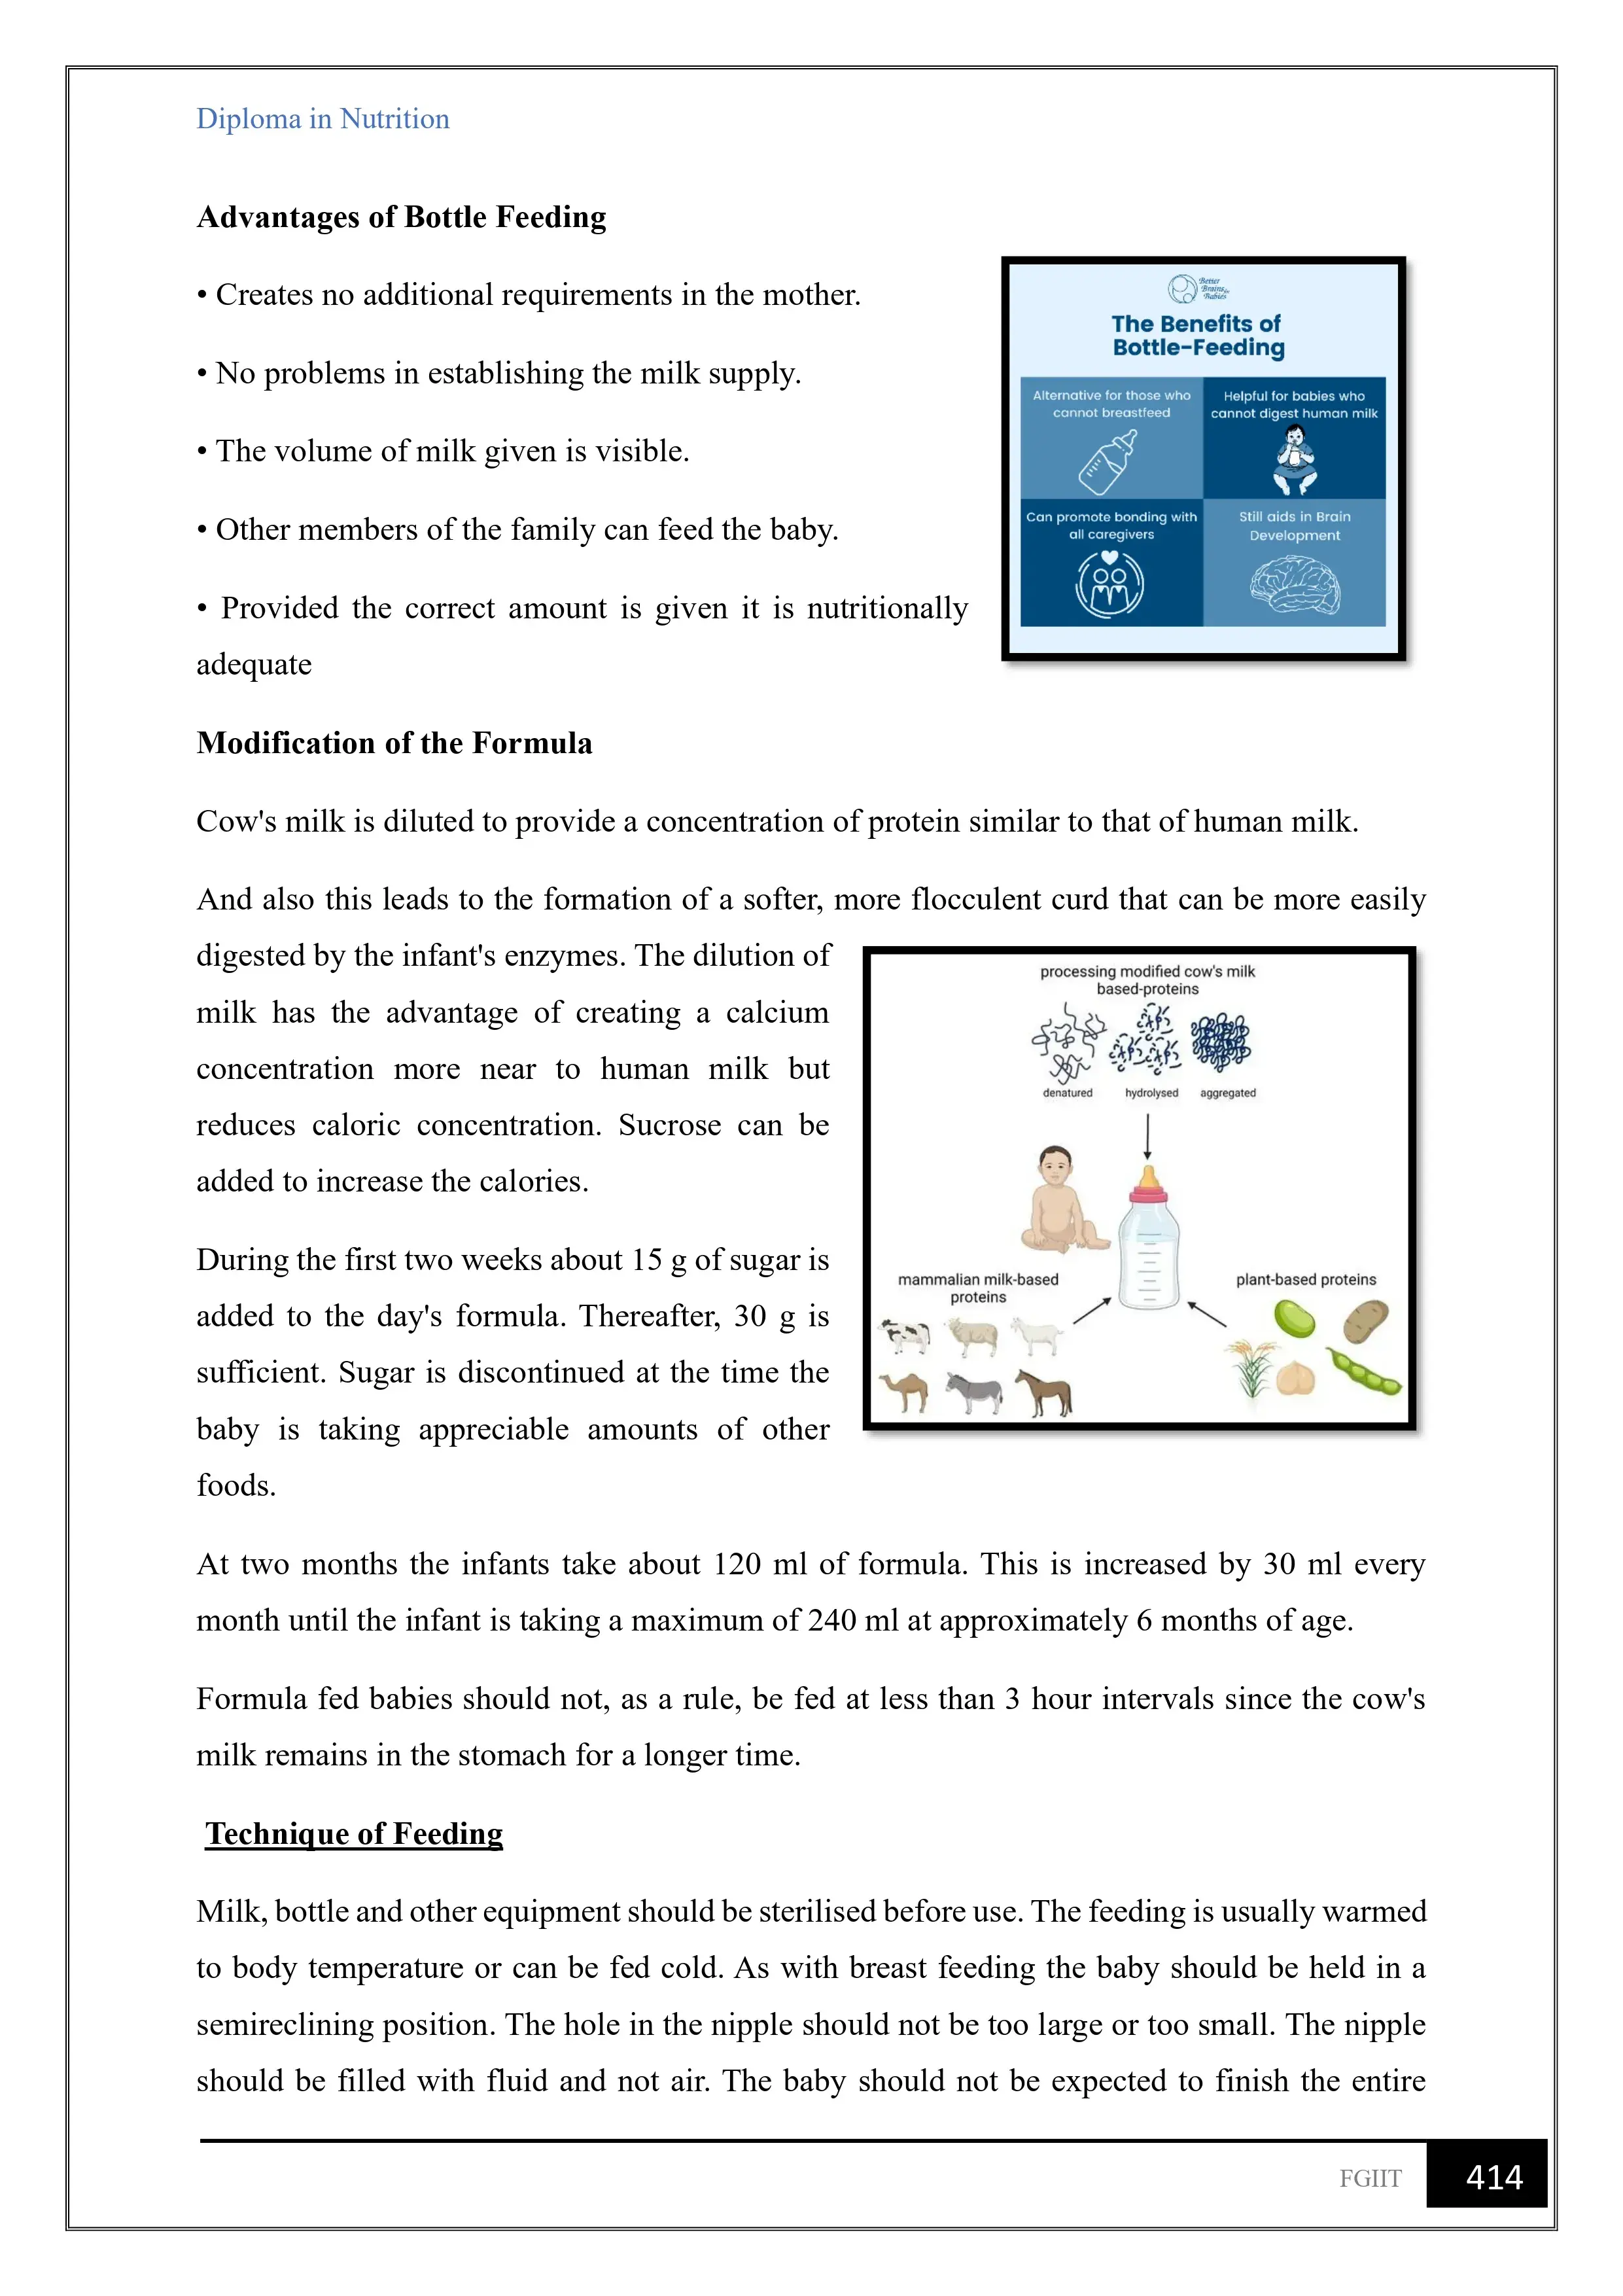 Diploma in Nutrition
Advantages of Bottle Feeding
• Creates no additional requirements in the mother.
• No problems in establishing the milk supply.
• The volume of milk given is visible.
• Other members of the family can feed the baby.
• Provided the correct amount is given it is nutritionally
adequate
Better
Brains for
Babies
The Benefits of
Bottle-Feeding
Alternative for those who
cannot breastfeed
Helpful for babies who
cannot digest human milk
Can promote bonding with
all caregivers
Still aids in Brain
Development
Modification of the Formula
Cow's milk is diluted to provide a concentration of protein similar to that of human milk.
And also this leads to the formation of a softer, more flocculent curd that can be more easily
digested by the infant's enzymes. The dilution of
milk has the advantage of creating a calcium
concentration more near to human milk but
reduces caloric concentration. Sucrose can be
added to increase the calories.
During the first two weeks about 15 g of sugar is
added to the day's formula. Thereafter, 30 g is
sufficient. Sugar is discontinued at the time the
baby is taking appreciable amounts of other
foods.
processing modified cow's milk
based-proteins
denatured hydrolysed aggregated
mammalian milk-based
proteins
plant-based proteins
At two months the infants take about 120 ml of formula. This is increased by 30 ml every
month until the infant is taking a maximum of 240 ml at approximately 6 months of age.
Formula fed babies should not, as a rule, be fed at less than 3 hour intervals since the cow's
milk remains in the stomach for a longer time.
Technique of Feeding
Milk, bottle and other equipment should be sterilised before use. The feeding is usually warmed
to body temperature or can be fed cold. As with breast feeding the baby should be held in a
semireclining position. The hole in the nipple should not be too large or too small. The nipple
should be filled with fluid and not air. The baby should not be expected to finish the entire
FGIIT 414